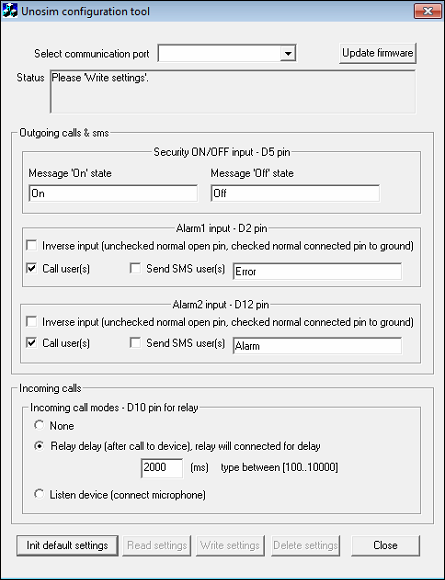 Unosim configuration tool
Select communication port
Update firmware
Status
Please 'Write settings'.
Outgoing calls & sms
Security ON/OFF input - D5 pin
Message 'On' state
Message 'Off' state
On
Off
Alarm1 input - D2 pin
Inverse input (unchecked normal open pin, checked normal connected pin to ground)
Call user(s)
Send SMS user(s)
Error
Alarm2 input - D12 pin
Inverse input (unchecked normal open pin, checked normal connected pin to ground)
Call user(s)
Send SMS user(s)
Alarm
Incoming calls
Incoming call modes - D10 pin for relay
None
Relay delay (after call to device), relay will connected for delay
2000 (ms) type between [100..10000]
Listen device (connect microphone)
Init default settings
Read settings
Write settings
Delete settings
Close